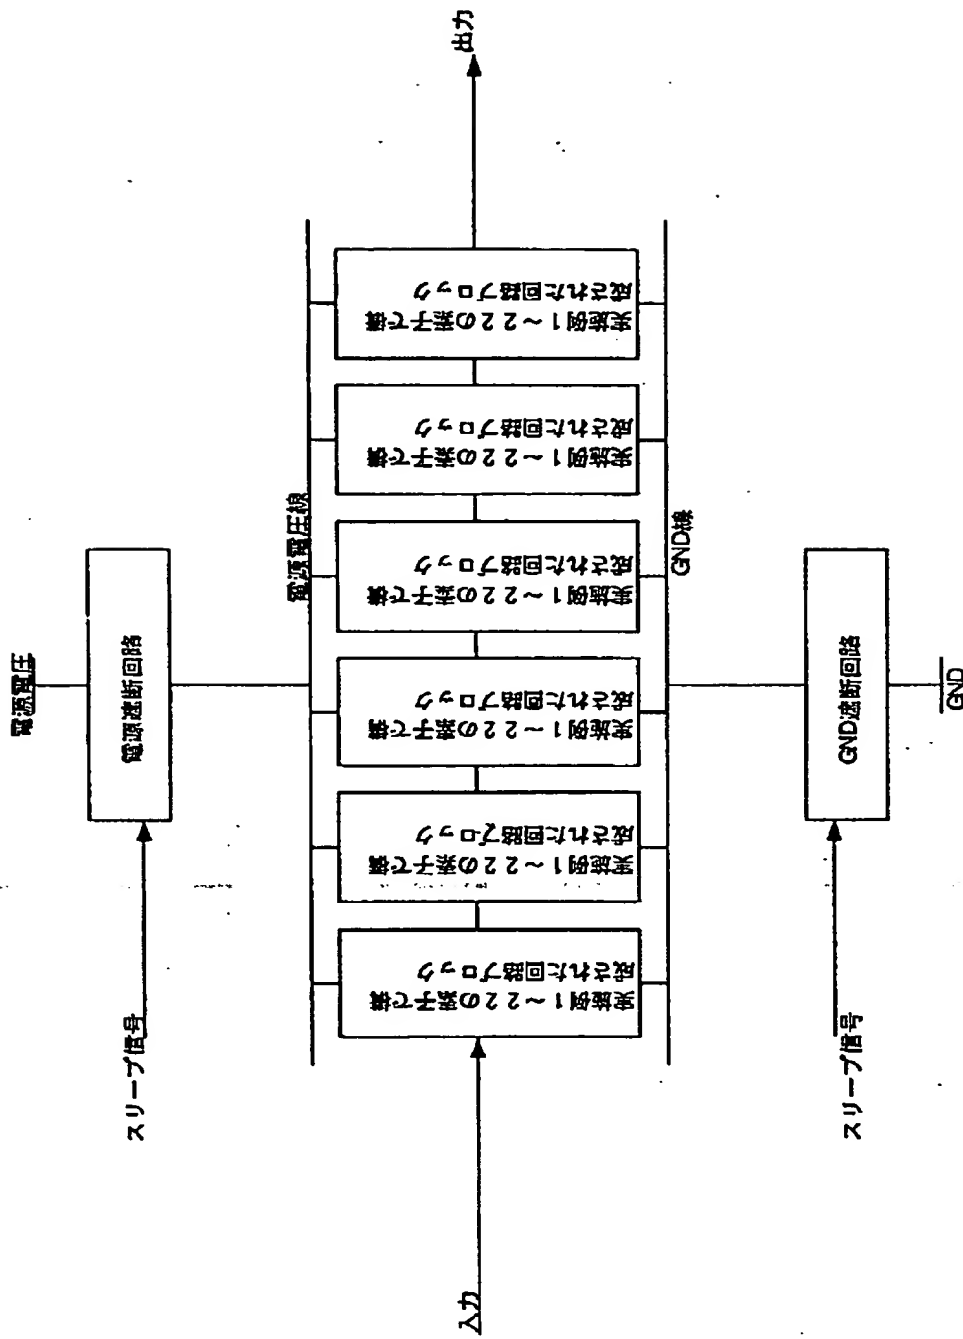 電源電圧
スリープ信号
電源遮断回路
電源電圧線
入力
実施例1～22の素子で構
成された回路ブロック
実施例1～22の素子で構
成された回路ブロック
実施例1～22の素子で構
成された回路ブロック
実施例1～22の素子で構
成された回路ブロック
実施例1～22の素子で構
成された回路ブロック
実施例1～22の素子で構
成された回路ブロック
出力
GND線
スリープ信号
GND遮断回路
GND